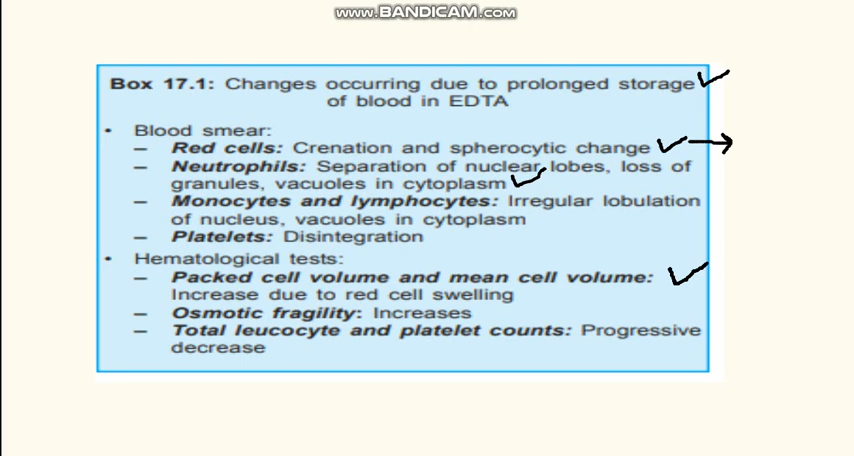 www.BANDICAM.com
Box 17.1: Changes occurring due to prolonged storage
of blood in EDTA
• Blood smear:
– Red cells: Crenation and spherocytic change
– Neutrophils: Separation of nuclear lobes, loss of
granules, vacuoles in cytoplasm
– Monocytes and lymphocytes: Irregular lobulation
of nucleus, vacuoles in cytoplasm
– Platelets: Disintegration
• Hematological tests:
– Packed cell volume and mean cell volume:
Increase due to red cell swelling
– Osmotic fragility: Increases
– Total leucocyte and platelet counts: Progressive
decrease